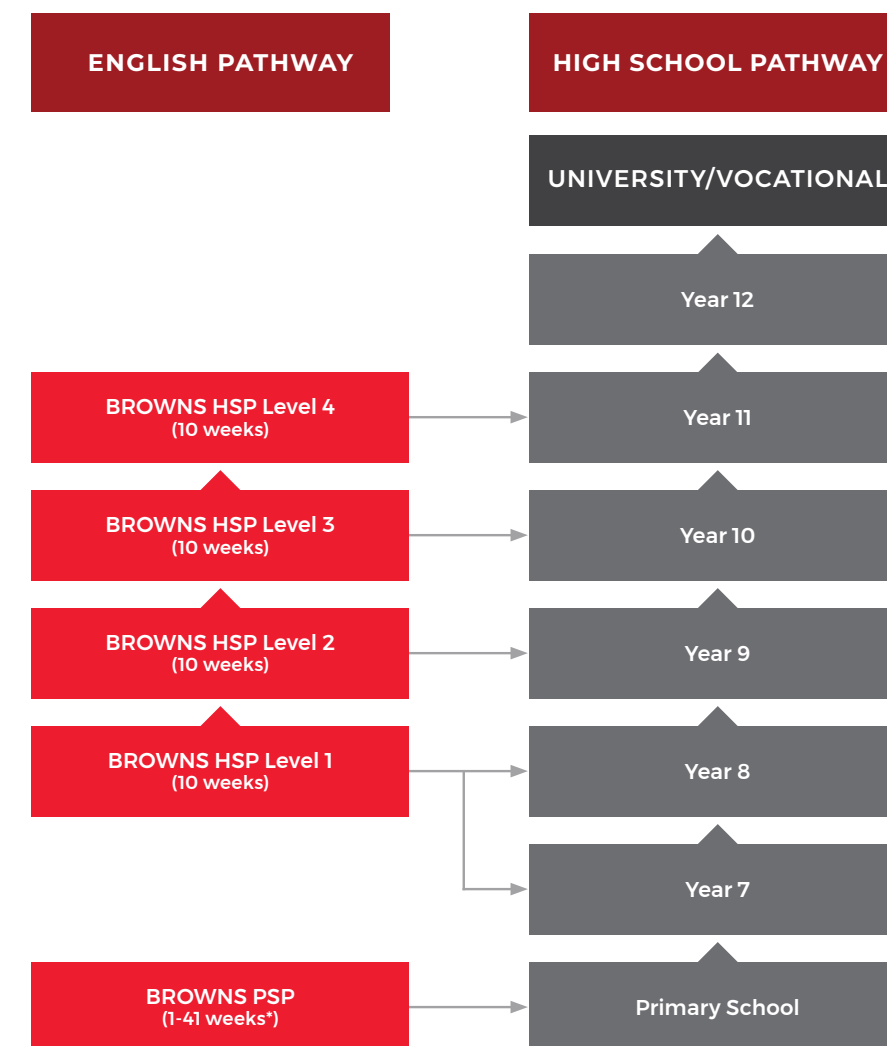 ENGLISH PATHWAY
HIGH SCHOOL PATHWAY
UNIVERSITY/VOCATIONAL
Year 12
BROWNS HSP Level 4
(10 weeks)
Year 11
BROWNS HSP Level 3
(10 weeks)
Year 10
BROWNS HSP Level 2
(10 weeks)
Year 9
BROWNS HSP Level 1
(10 weeks)
Year 8
Year 7
BROWNS PSP
(1-41 weeks*)
Primary School